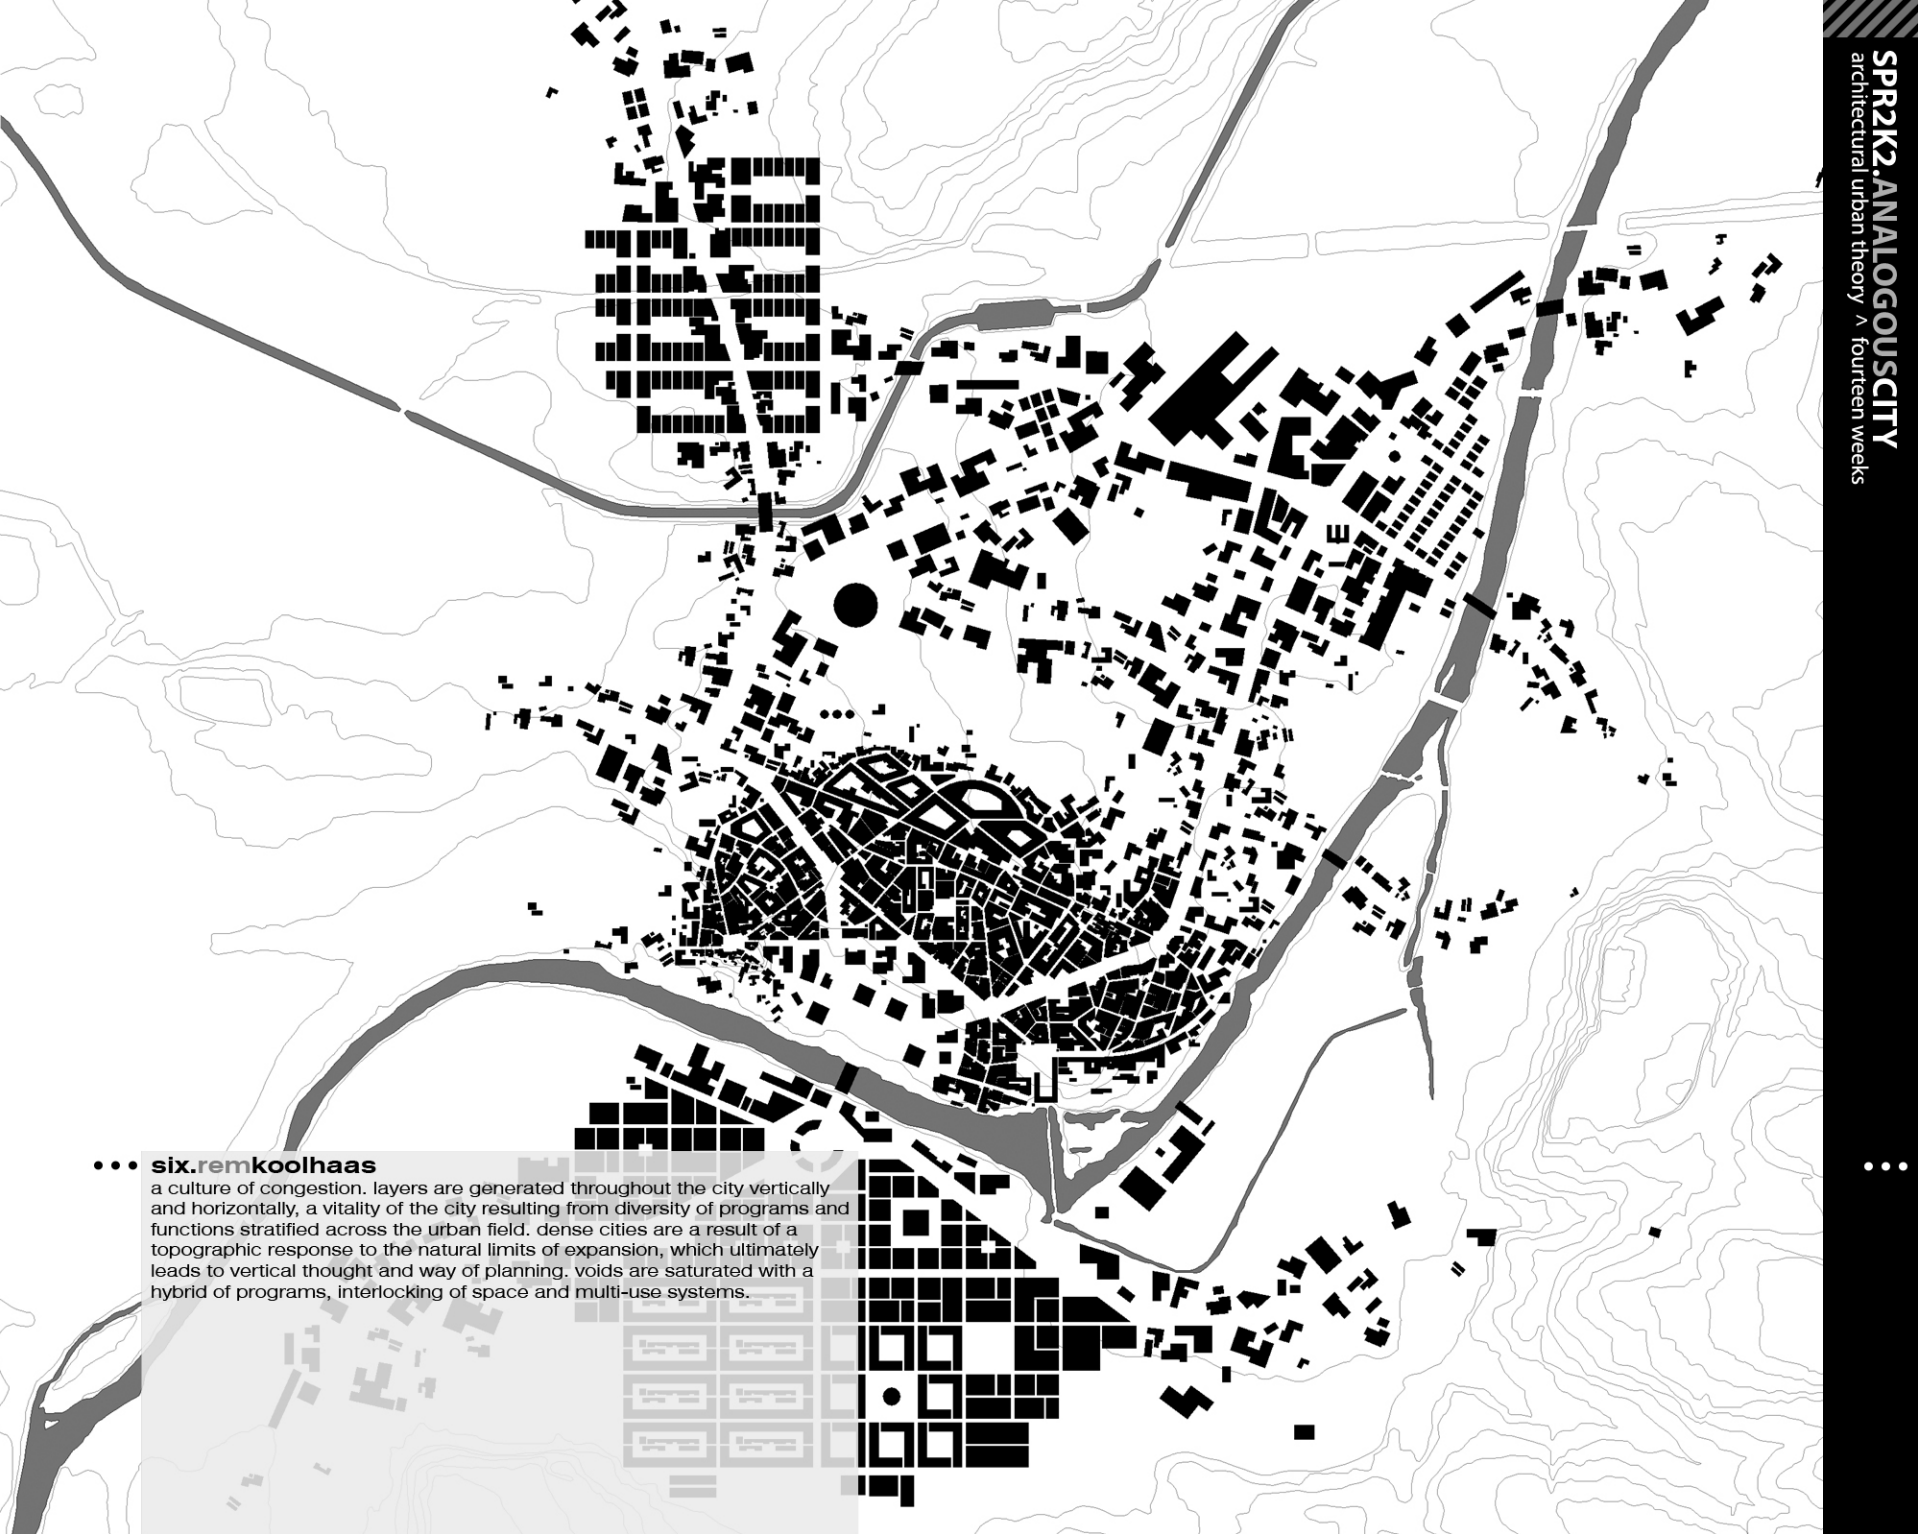 SPR2K2.ANALOGOUSCITY
architectural urban theory ^ fourteen weeks
six.remkoolhaas
a culture of congestion. layers are generated throughout the city vertically
and horizontally, a vitality of the city resulting from diversity of programs and
functions stratified across the urban field. dense cities are a result of a
topographic response to the natural limits of expansion, which ultimately
leads to vertical thought and way of planning. voids are saturated with a
hybrid of programs, interlocking of space and multi-use systems.